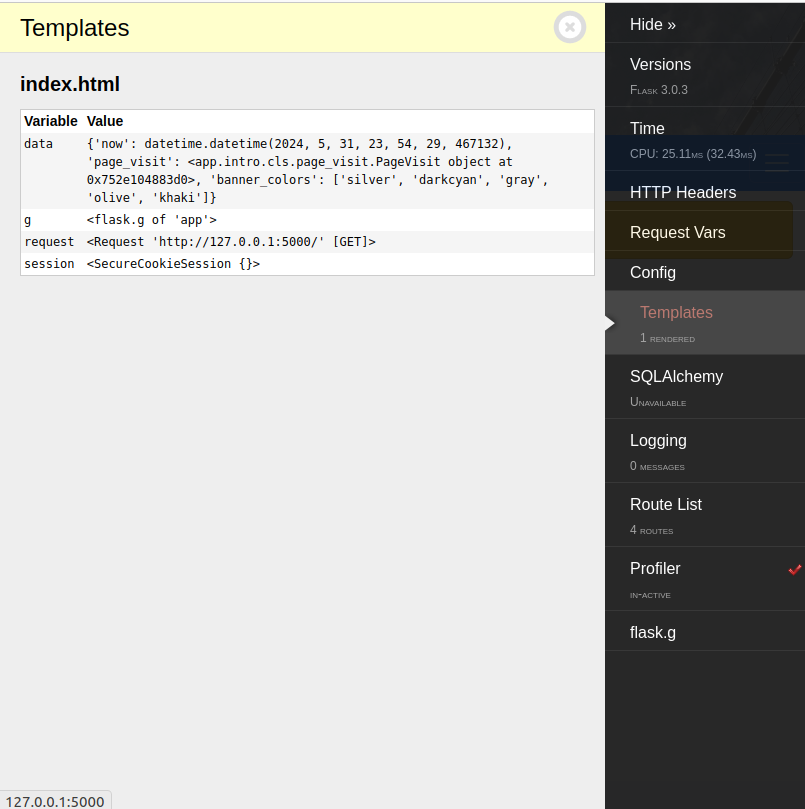 Templates
index.html
Variable Value
data {'now': datetime.datetime(2024, 5, 31, 23, 54, 29, 467132),
'page_visit': <app.intro.cls.page_visit.PageVisit object at
0x752e104883d0>, 'banner_colors': ['silver', 'darkcyan', 'gray',
'olive', 'khaki']}
g <flask.g of 'app'>
request <Request 'http://127.0.0.1:5000/' [GET]>
session <SecureCookieSession {}>
127.0.0.1:5000
Hide »
Versions
Flask 3.0.3
Time
CPU: 25.11ms (32.43ms)
HTTP Headers
Request Vars
Config
Templates
1 rendered
SQLAlchemy
Unavailable
Logging
0 messages
Route List
4 routes
Profiler
in-active
flask.g